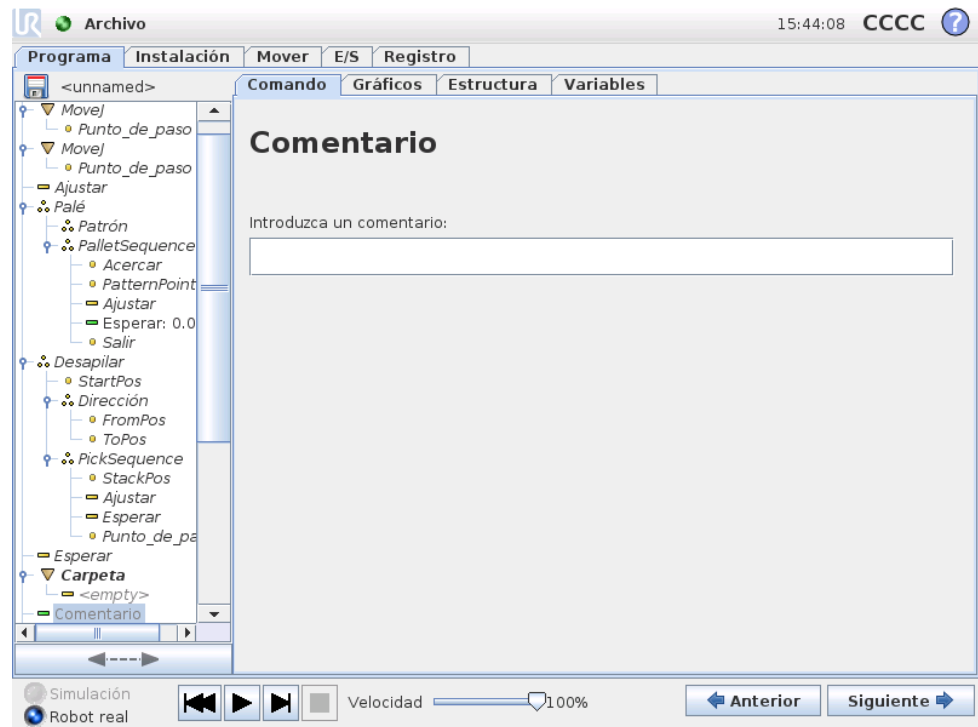 UR Archivo 15:44:08 CCCC ?
Programa Instalación Mover E/S Registro
<unnamed>
Comando Gráficos Estructura Variables
MoveJ
Punto_de_paso
MoveJ
Punto_de_paso
Ajustar
Palé
Patrón
PalletSequence
Acercar
PatternPoint
Ajustar
Esperar: 0.0
Salir
Desapilar
StartPos
Dirección
FromPos
ToPos
PickSequence
StackPos
Ajustar
Esperar
Punto_de_pa
Esperar
Carpeta
<empty>
Comentario
Comentario
Introduzca un comentario:
Simulación
Robot real
Velocidad 100%
Anterior Siguiente